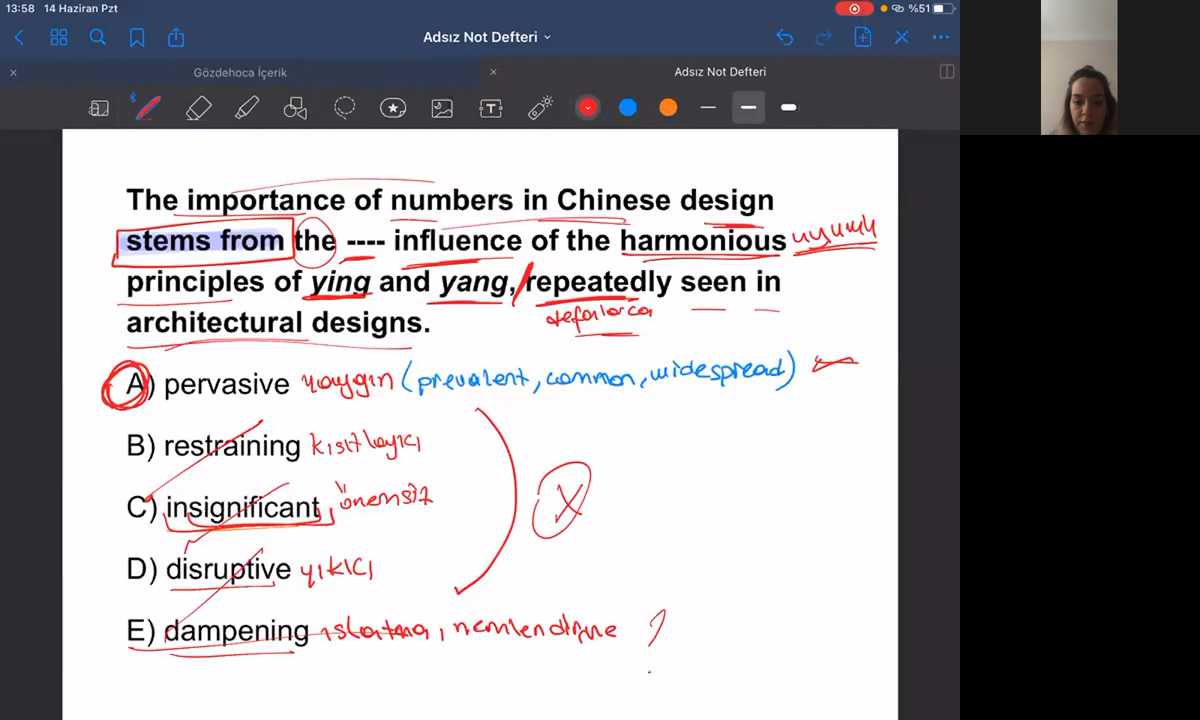 13:58 14 Haziran Pzt
%51
Adsız Not Defteri
Gözdehoca İçerik
Adsız Not Defteri
The importance of numbers in Chinese design
stems from the ---- influence of the harmonious uyumlu
principles of ying and yang, repeatedly seen in
defalarca
architectural designs.
A) pervasive yaygın (prevalent, common, widespread)
B) restraining kısıtlayıcı
C) insignificant önemsiz
X
D) disruptive yıkıcı
E) dampening ıslatma, nemlendirme ?